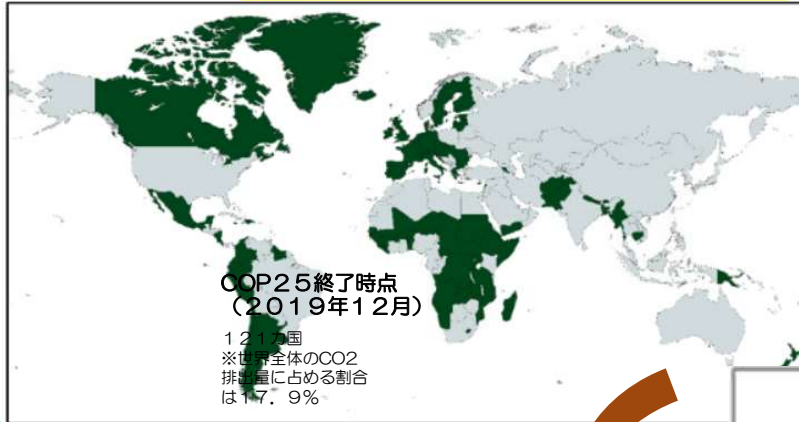 COP25終了時点
（2019年12月）
121カ国
※世界全体のCO2
排出量に占める割合
は17．9％